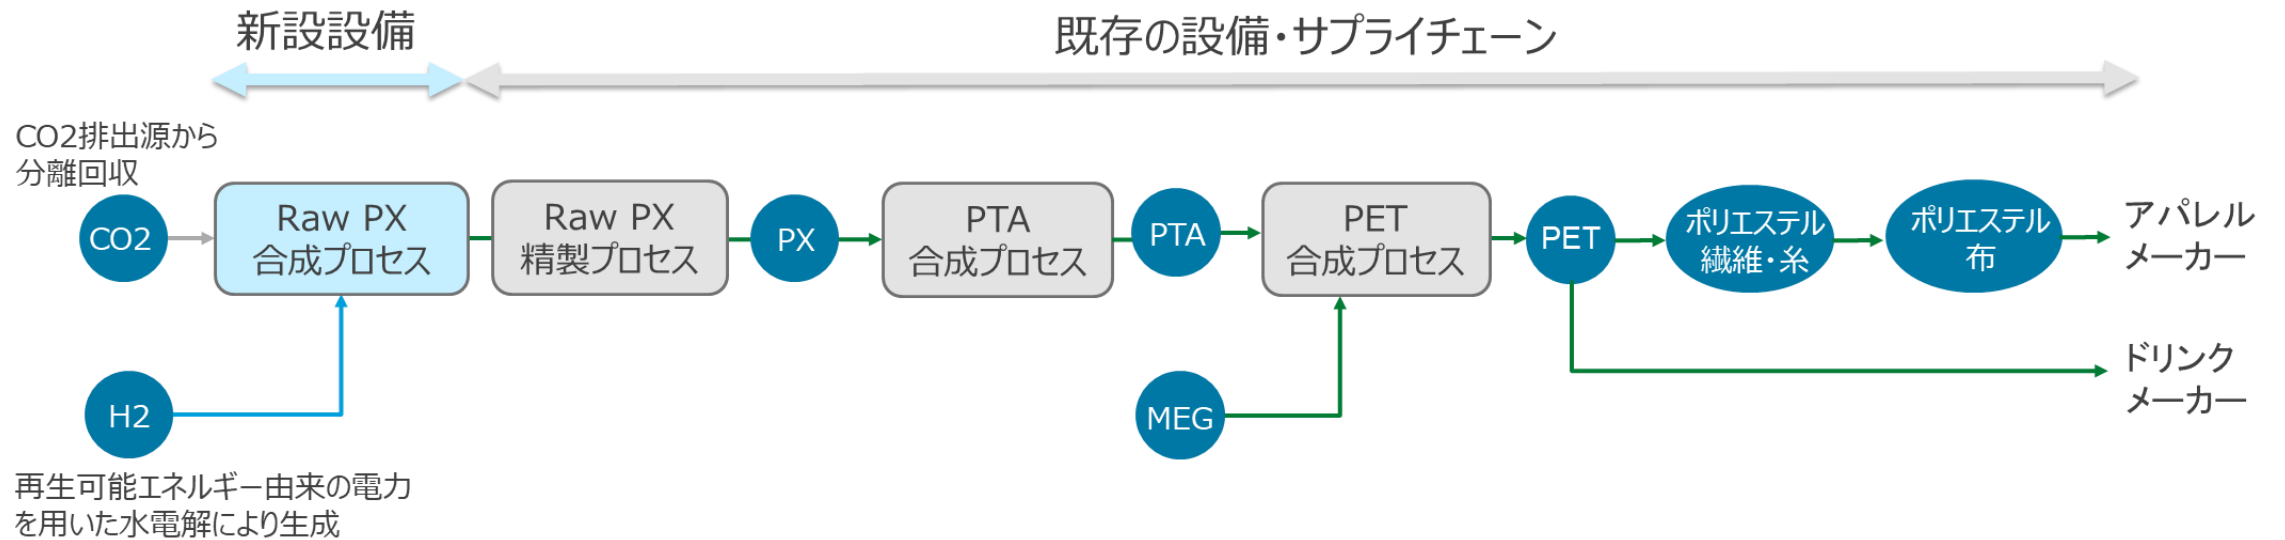 新設設備
既存の設備・サプライチェーン
CO2排出源から
分離回収
CO2
Raw PX
合成プロセス
Raw PX
精製プロセス
PX
PTA
合成プロセス
PTA
PET
合成プロセス
PET
ポリエステル
繊維・糸
ポリエステル
布
アパレル
メーカー
H2
MEG
ドリンク
メーカー
再生可能エネルギー由来の電力
を用いた水電解により生成